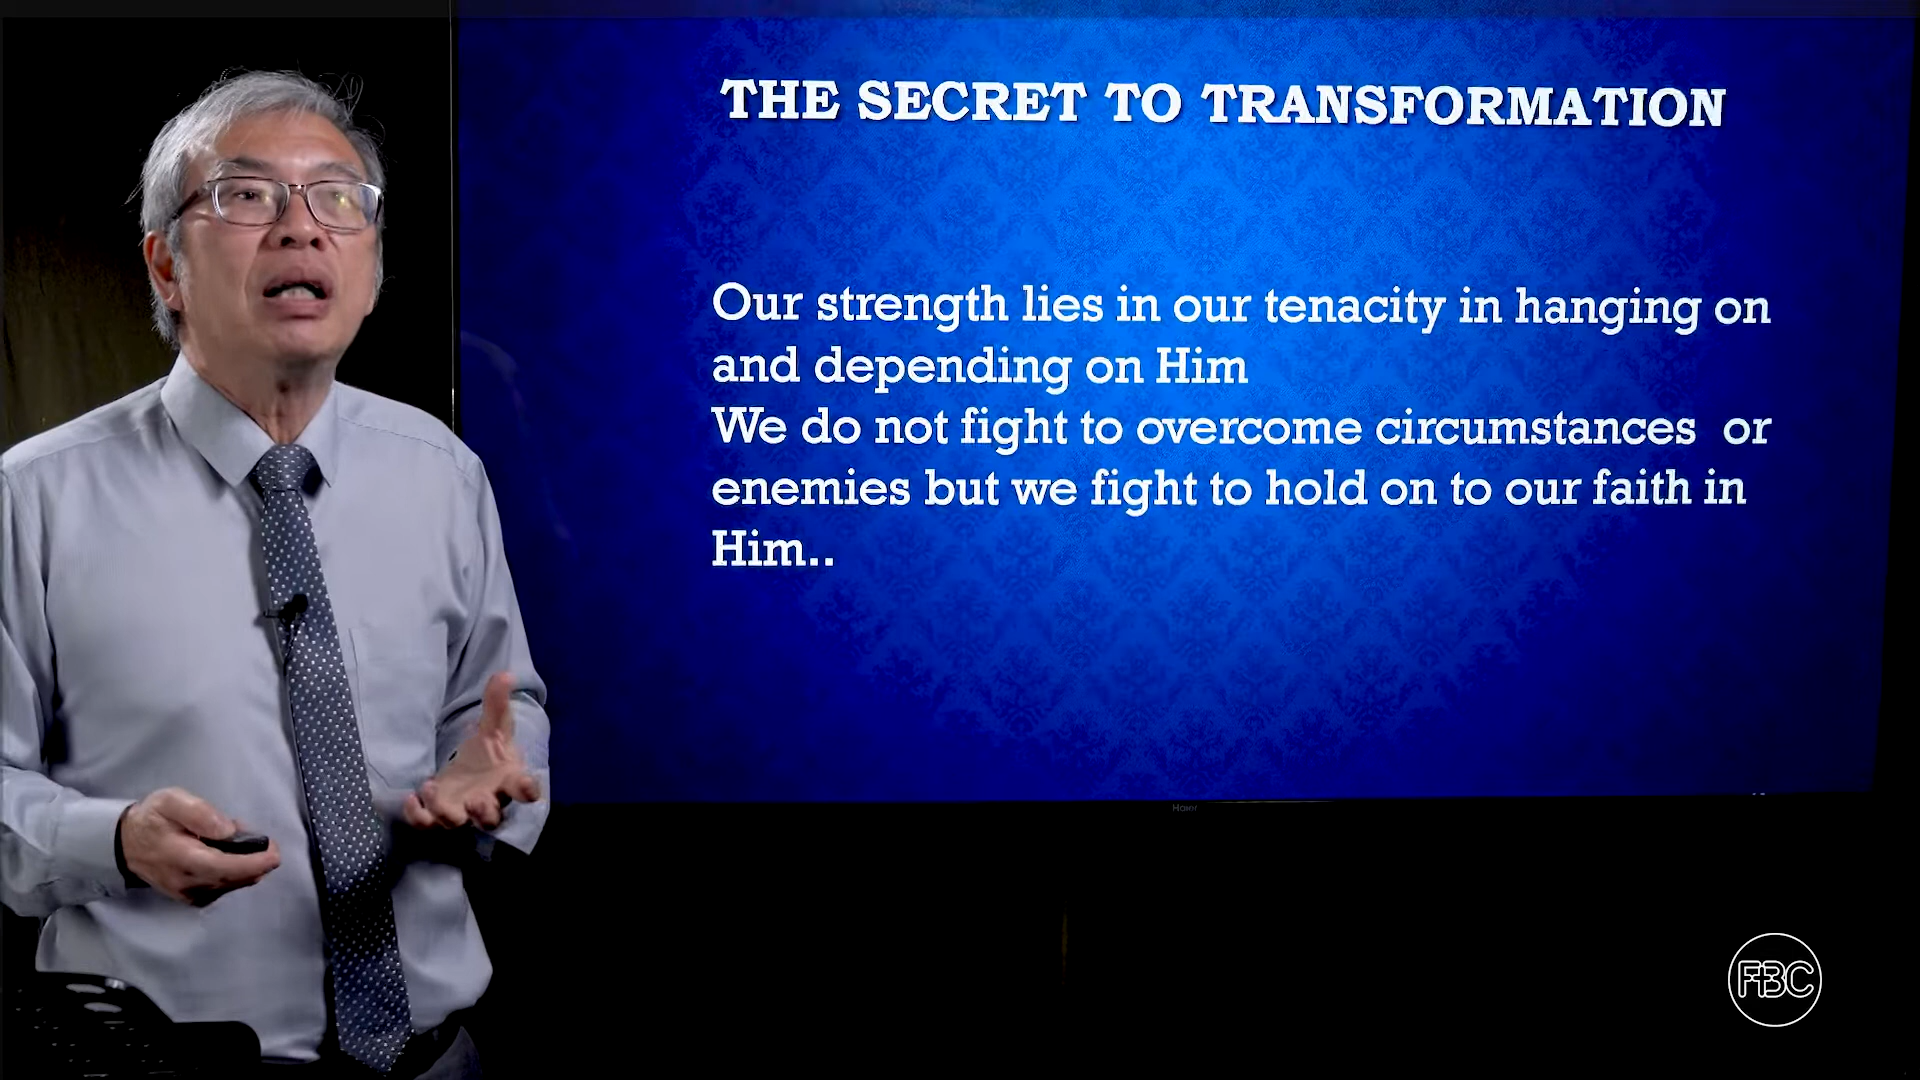 THE SECRET TO TRANSFORMATION
Our strength lies in our tenacity in hanging on
and depending on Him
We do not fight to overcome circumstances or
enemies but we fight to hold on to our faith in
Him..
FBC